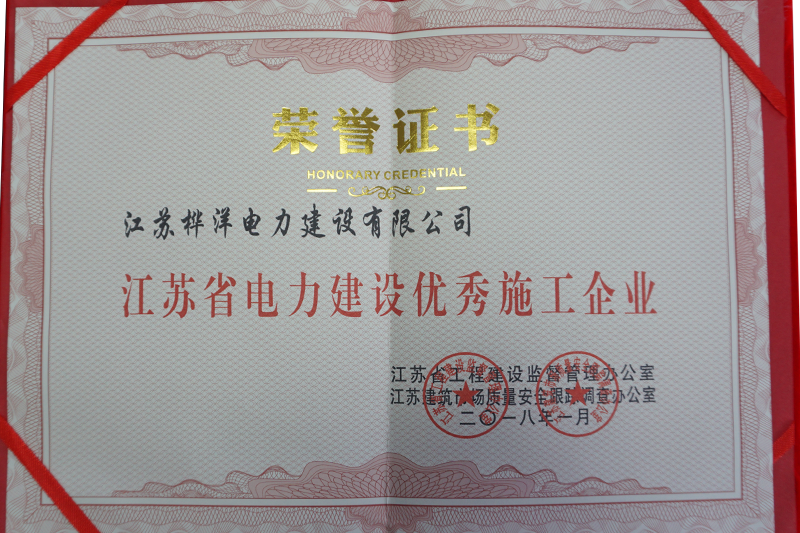 荣誉证书
HONORARY CREDENTIAL
江苏桦洋电力建设有限公司
江苏省电力建设优秀施工企业
江苏省工程建设监督管理办公室
江苏建筑市场质量安全跟踪调查办公室
二〇一八年一月